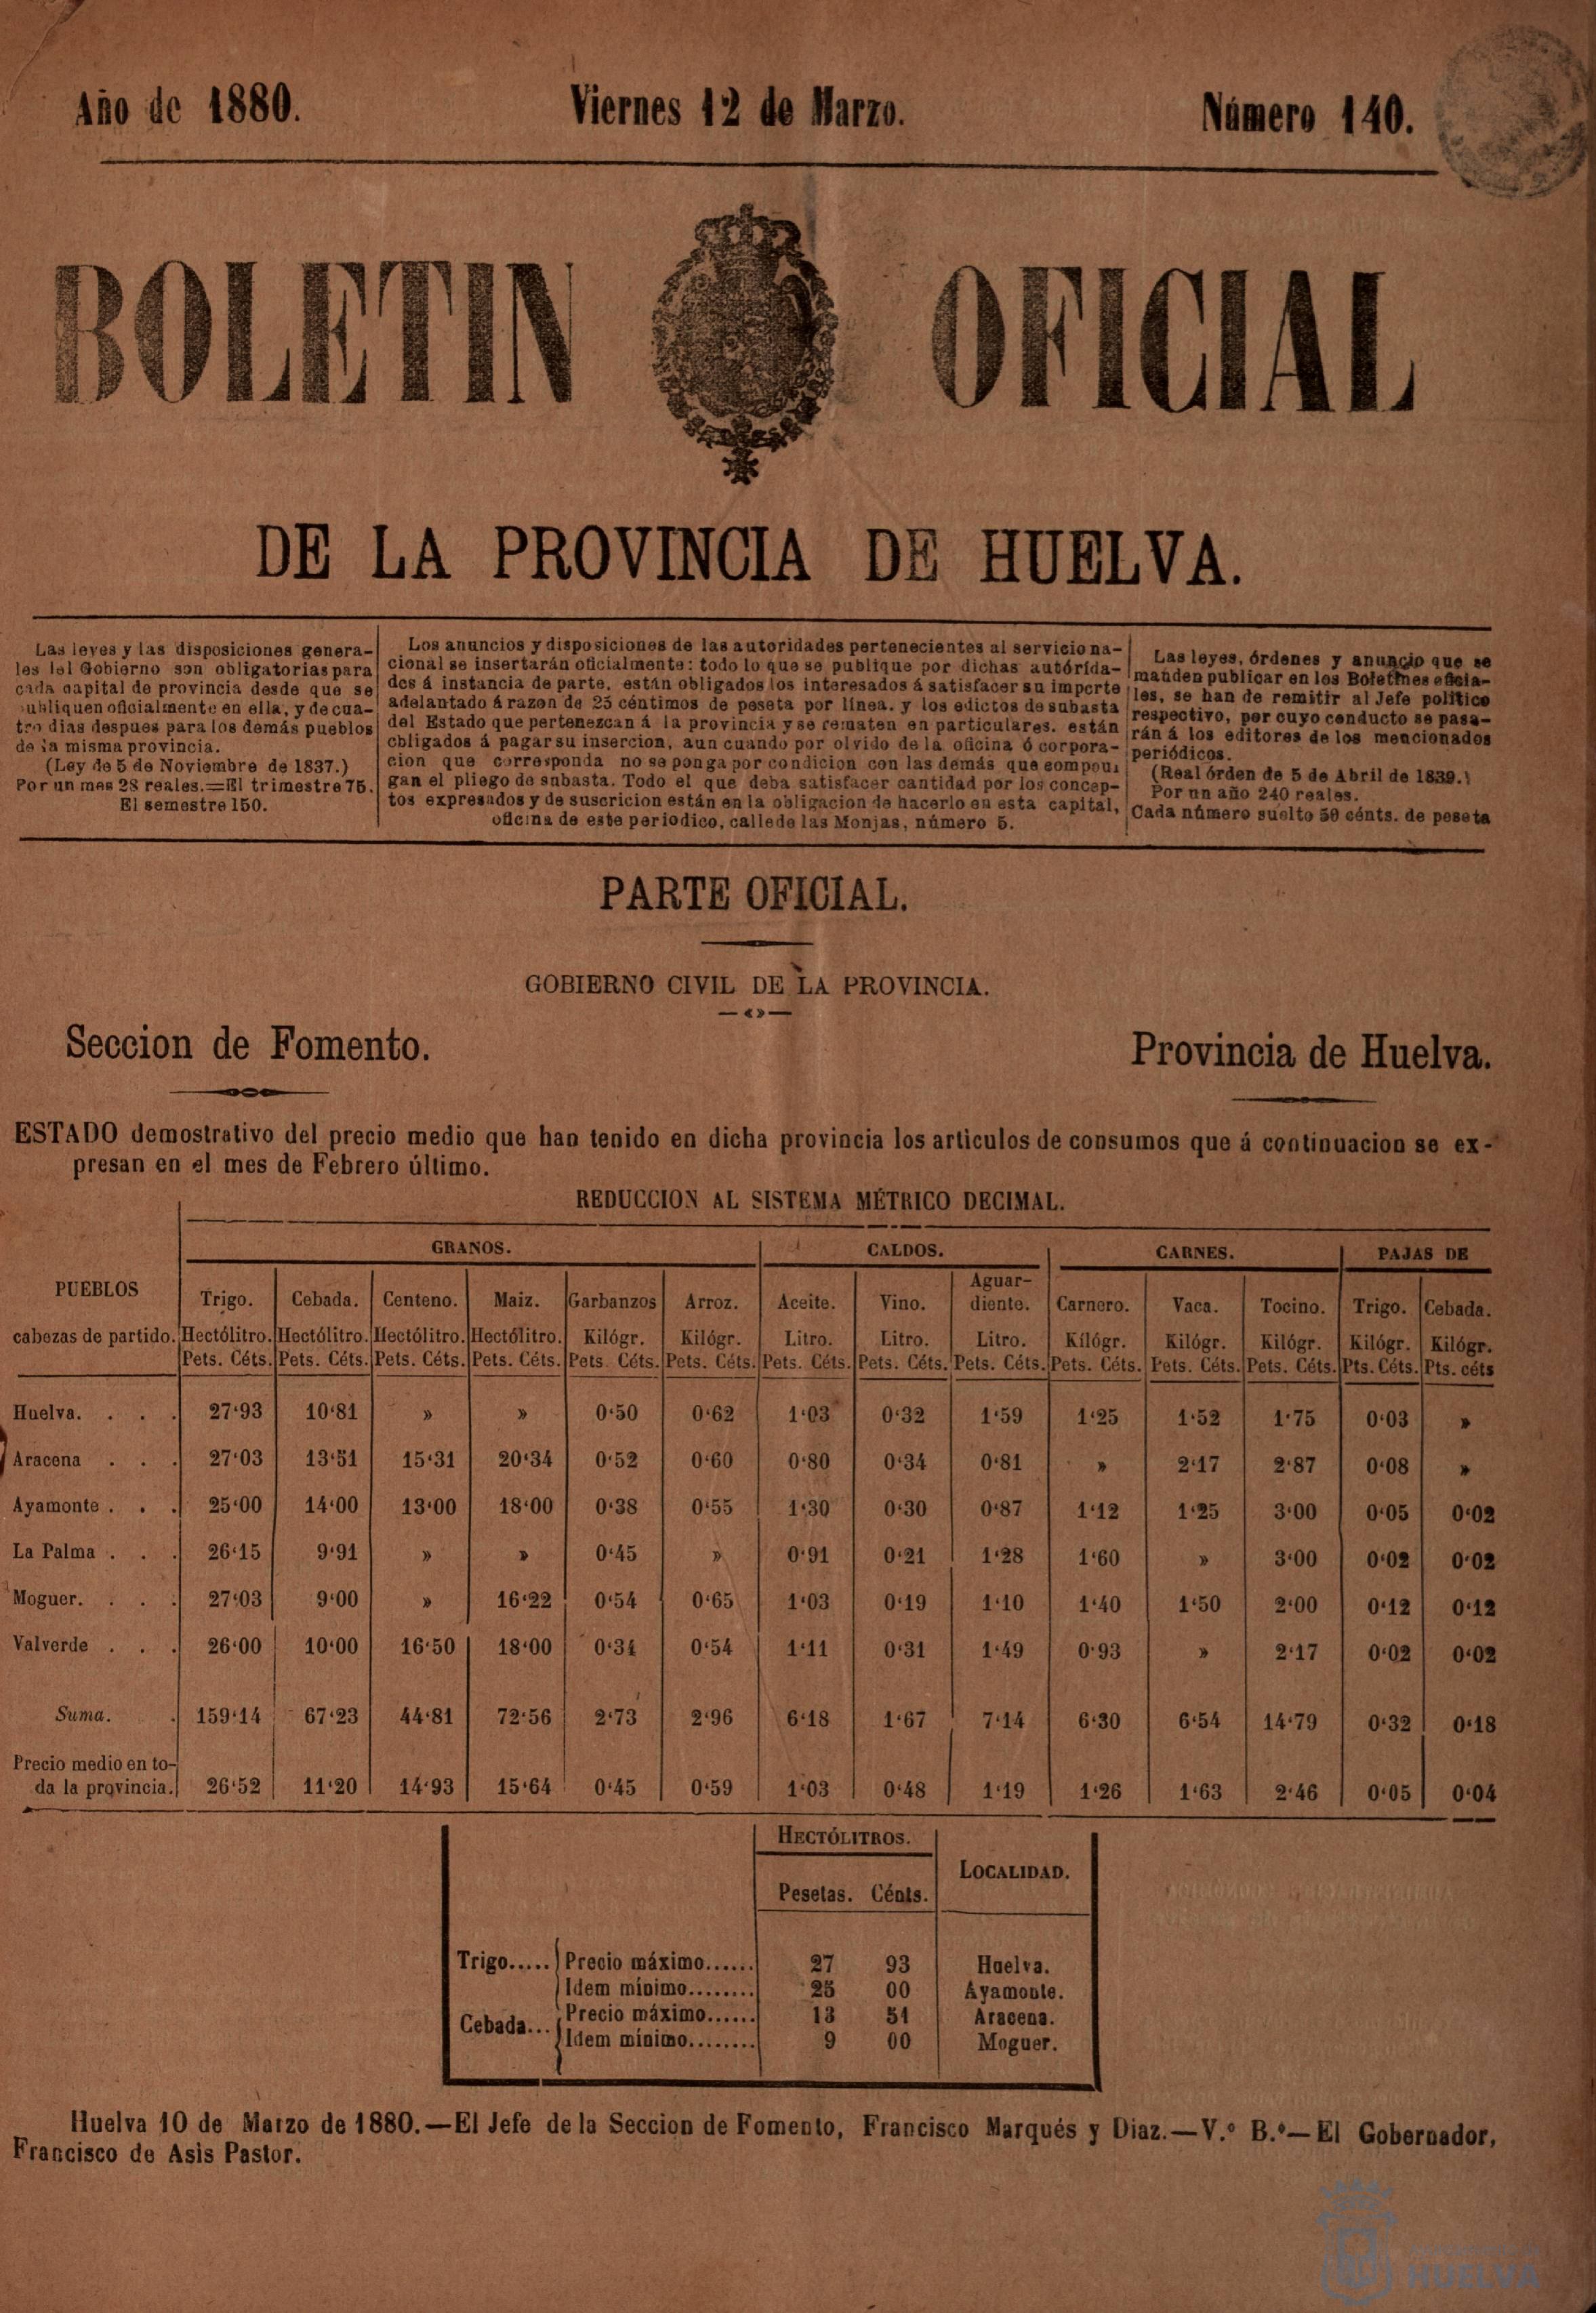 Año de 1880.
Viernes 12 de Marzo.
Número 140.
BOLETIN OFICIAL
DE LA PROVINCIA DE HUELVA.
Las leyes y las disposiciones genera-
les del Gobierno son obligatorias para
cada capital de provincia desde que se
publiquen oficialmente en ella, y de cua-
tro dias despues para los demás pueblos
de la misma provincia.
(Ley de 5 de Noviembre de 1837.)
Por un mes 28 reales.=El trimestre 75.
El semestre 150.
Los anuncios y disposiciones de las autoridades pertenecientes al servicio na-
cional se insertarán oficialmente: todo lo que se publique por dichas autórida-
des á instancia de parte, están obligados los interesados á satisfacer su importe
adelantado á razon de 25 céntimos de peseta por línea. y los edictos de subasta
del Estado que pertenezcan á la provincia y se rematen en particulares. están
obligados á pagar su insercion, aun cuando por olvido de la oficina ó corpora-
cion que corresponda no se ponga por condicion con las demás que compon
gan el pliego de subasta. Todo el que deba satisfacer cantidad por los concep-
tos expresados y de suscricion están en la obligacion de hacerlo en esta capital,
oficina de este periodico, calle de las Monjas, número 5.
Las leyes, órdenes y anuncio que se
manden publicar en los Boletines oficia-
les, se han de remitir al Jefe político
respectivo, por cuyo conducto se pasa-
rán á los editores de los mencionados
periódicos.
(Real órden de 5 de Abril de 1839.)
Por un año 240 reales.
Cada número suelto 50 cénts. de peseta
PARTE OFICIAL.
GOBIERNO CIVIL DE LA PROVINCIA.
Seccion de Fomento.
Provincia de Huelva.
ESTADO demostrativo del precio medio que han tenido en dicha provincia los articulos de consumos que á continuacion se ex-
presan en el mes de Febrero último.
REDUCCION AL SISTEMA MÉTRICO DECIMAL.
GRANOS. CALDOS. CARNES. PAJAS DE
PUEBLOS
cabezas de partido.
Trigo. Cebada. Centeno. Maiz. Garbanzos Arroz. Aceite. Vino. Aguar-
diente. Carnero. Vaca. Tocino. Trigo. Cebada.
Hectólitro. Hectólitro. Hectólitro. Hectólitro. Kilógr. Kilógr. Litro. Litro. Litro. Kilógr. Kilógr. Kilógr. Kilógr. Kilógr.
Pets. Céts. Pets. Céts. Pets. Céts. Pets. Céts. Pets. Céts. Pets. Céts. Pets. Céts. Pets. Céts. Pets. Céts. Pets. Céts. Pets. Céts. Pets. Céts. Pts. Céts. Pts. céts
Huelva. . . . 27‘93 10‘81 » » 0‘50 0‘62 1‘03 0‘32 1‘59 1‘25 1‘52 1‘75 0‘03 »
Aracena . . . 27‘03 13‘51 15‘31 20‘34 0‘52 0‘60 0‘80 0‘34 0‘81 » 2‘17 2‘87 0‘08 »
Ayamonte . . . 25‘00 14‘00 13‘00 18‘00 0‘38 0‘55 1‘30 0‘30 0‘87 1‘12 1‘25 3‘00 0‘05 0‘02
La Palma . . . 26‘15 9‘91 » » 0‘45 » 0‘91 0‘21 1‘28 1‘60 » 3‘00 0‘02 0‘02
Moguer. . . . 27‘03 9‘00 » 16‘22 0‘54 0‘65 1‘03 0‘19 1‘10 1‘40 1‘50 2‘00 0‘12 0‘12
Valverde . . . 26‘00 10‘00 16‘50 18‘00 0‘34 0‘54 1‘11 0‘31 1‘49 0‘93 » 2‘17 0‘02 0‘02
Suma. . 159‘14 67‘23 44‘81 72‘56 2‘73 2‘96 6‘18 1‘67 7‘14 6‘30 6‘54 14‘79 0‘32 0‘18
Precio medio en to-
da la provincia. 26‘52 11‘20 14‘93 15‘64 0‘45 0‘59 1‘03 0‘48 1‘19 1‘26 1‘63 2‘46 0‘05 0‘04
HECTÓLITROS.
LOCALIDAD.
Pesetas. Cénts.
Trigo..... Precio máximo...... 27 93 Huelva.
Idem mínimo........ 25 00 Ayamonte.
Cebada... Precio máximo...... 13 51 Aracena.
Idem mínimo........ 9 00 Moguer.
Huelva 10 de Marzo de 1880.—El Jefe de la Seccion de Fomento, Francisco Marqués y Diaz.—V.º B.º—El Gobernador,
Francisco de Asis Pastor.
HUELVA